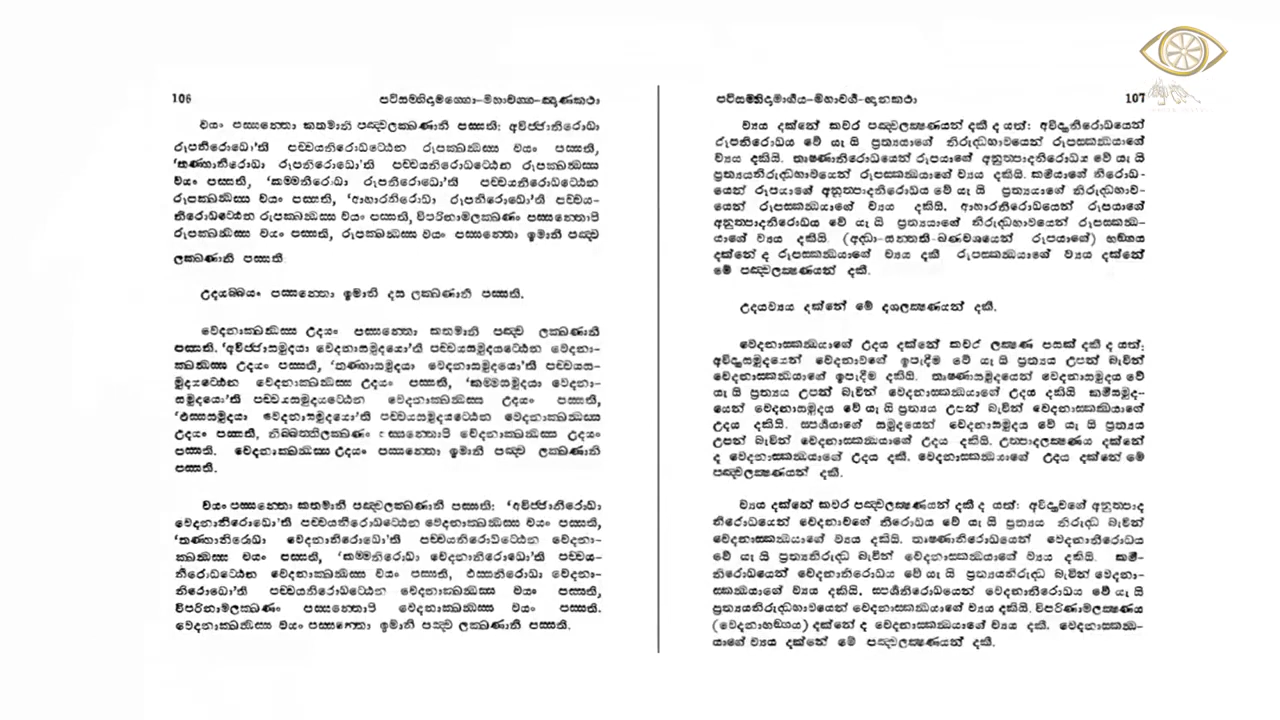 106
පටිසම්භිදාමග්ගො-මහාවග්ග-ඤාණකථා
වයං පස්සන්තො කතමානි පඤ්චලක්ඛණානි පස්සති: අවිජ්ජානිරොධා
රූපනිරොධො’ති පච්චයනිරොධට්ඨෙන රූපක්ඛන්ධස්ස වයං පස්සති,
‘තණ්හානිරොධා රූපනිරොධො’ති පච්චයනිරොධට්ඨෙන රූපක්ඛන්ධස්ස
වයං පස්සති, ‘කම්මනිරොධා රූපනිරොධො’ති පච්චයනිරොධට්ඨෙන
රූපක්ඛන්ධස්ස වයං පස්සති, ‘ආහාරනිරොධා රූපනිරොධො’ති පච්චය-
නිරොධට්ඨෙන රූපක්ඛන්ධස්ස වයං පස්සති, විපරිනාමලක්ඛණං පස්සන්තොපි
රූපක්ඛන්ධස්ස වයං පස්සති, රූපක්ඛන්ධස්ස වයං පස්සන්තො ඉමානි පඤ්ච
ලක්ඛණානි පස්සති
උදයබ්බයං පස්සන්තො ඉමානි දස ලක්ඛණානි පස්සති.
වෙදනාක්ඛන්ධස්ස උදයං පස්සන්තො කතමානි පඤ්ච ලක්ඛණානි
පස්සති. ‘අවිජ්ජාසමුදයා වෙදනාසමුදයො’ති පච්චයසමුදයට්ඨෙන වෙදනා-
ක්ඛන්ධස්ස උදයං පස්සති, ‘තණ්හාසමුදයා වෙදනාසමුදයො’ති පච්චයස-
මුදයට්ඨෙන වෙදනාක්ඛන්ධස්ස උදයං පස්සති, ‘කම්මසමුදයා වෙදනා-
සමුදයො’ති පච්චයසමුදයට්ඨෙන වෙදනාක්ඛන්ධස්ස උදයං පස්සති,
‘ඵස්සසමුදයා වෙදනාසමුදයො’ති පච්චයසමුදයට්ඨෙන වෙදනාක්ඛන්ධස්ස
උදයං පස්සති, නිබ්බත්තිලක්ඛණං පස්සන්තොපි වෙදනාක්ඛන්ධස්ස උදයං
පස්සති. වෙදනාක්ඛන්ධස්ස උදයං පස්සන්තො ඉමානි පඤ්ච ලක්ඛණානි
පස්සති.
වයං පස්සන්තො කතමානි පඤ්චලක්ඛණානි පස්සති: ‘අවිජ්ජානිරොධා
වෙදනානිරොධො’ති පච්චයනිරොධට්ඨෙන වෙදනාක්ඛන්ධස්ස වයං පස්සති,
‘තණ්හානිරොධා වෙදනානිරොධො’ති පච්චයනිරොධට්ඨෙන වෙදනා-
ක්ඛන්ධස්ස වයං පස්සති, ‘කම්මනිරොධා වෙදනානිරොධො’ති පච්චය-
නිරොධට්ඨෙන වෙදනාක්ඛන්ධස්ස වයං පස්සති, ඵස්සනිරොධා වෙදනා-
නිරොධො’ති පච්චයනිරොධට්ඨෙන වෙදනාක්ඛන්ධස්ස වයං පස්සති,
විපරිනාමලක්ඛණං පස්සන්තොපි වෙදනාක්ඛන්ධස්ස වයං පස්සති.
වෙදනාක්ඛන්ධස්ස වයං පස්සන්තො ඉමානි පඤ්ච ලක්ඛණානි පස්සති.
පටිසම්භිදාමාර්ගය-මහාවර්ග-ඥානකථා
107
ව්‍යය දක්නේ කවර පඤ්චලක්ෂණයන් දකී ද යත්: අවිද්‍යානිරොධයෙන්
රූපනිරොධය වේ යැ යි ප්‍රත්‍යයාගේ නිරුද්ධභාවයෙන් රූපස්කන්ධයාගේ
ව්‍යය දකියි. තෘෂ්ණානිරොධයෙන් රූපයාගේ අනුත්පාදනිරොධය වේ යැ යි
ප්‍රත්‍යයනිරුද්ධභාවයෙන් රූපස්කන්ධයාගේ ව්‍යය දකියි. කර්මයාගේ නිරොධ-
යෙන් රූපයාගේ අනුත්පාදනිරොධය වේ යැ යි ප්‍රත්‍යයාගේ නිරුද්ධභාව-
යෙන් රූපස්කන්ධයාගේ ව්‍යය දකියි. ආහාරනිරොධයෙන් රූපයාගේ
අනුත්පාදනිරොධය වේ යැ යි ප්‍රත්‍යයාගේ නිරුද්ධභාවයෙන් රූපස්කන්ධ-
යාගේ ව්‍යය දකියි. (අද්ධා-සන්තති-ඛණවශයෙන් රූපයාගේ) භඞ්ගය
දක්නේ ද රූපස්කන්ධයාගේ ව්‍යය දකී රූපස්කන්ධයාගේ ව්‍යය දක්නේ
මේ පඤ්චලක්ෂණයන් දකී.
උදයව්‍යය දක්නේ මේ දශලක්ෂණයන් දකී.
වෙදනාස්කන්ධයාගේ උදය දක්නේ කවර ලක්ෂණ පසක් දකී ද යත්:
අවිද්‍යාසමුදයෙන් වෙදනාවගේ ඉපැදීම වේ යැ යි ප්‍රත්‍යය උපන් බැවින්
වෙදනාස්කන්ධයාගේ ඉපැදීම දකියි. තෘෂ්ණාසමුදයෙන් වෙදනාසමුදය වේ
යැ යි ප්‍රත්‍යය උපන් බැවින් වෙදනාස්කන්ධයාගේ උදය දකියි කර්මසමුද-
යෙන් වෙදනාසමුදය වේ යැ යි ප්‍රත්‍යය උපන් බැවින් වෙදනාස්කන්ධයාගේ
උදය දකියි. ස්පර්ශයාගේ සමුදයෙන් වෙදනාසමුදය වේ යැ යි ප්‍රත්‍යය
උපන් බැවින් වෙදනාස්කන්ධයාගේ උදය දකියි. උත්පාදලක්ෂණය දක්නේ
ද වෙදනාස්කන්ධයාගේ උදය දකී. වෙදනාස්කන්ධයාගේ උදය දක්නේ මේ
පඤ්චලක්ෂණයන් දකී.
ව්‍යය දක්නේ කවර පඤ්චලක්ෂණයන් දකී ද යත්: අවිද්‍යාවගේ අනුත්පාද
නිරොධයෙන් වෙදනාවගේ නිරොධය වේ යැ යි ප්‍රත්‍යය නිරුද්ධ බැවින්
වෙදනාස්කන්ධයාගේ ව්‍යය දකියි. තෘෂ්ණානිරොධයෙන් වෙදනානිරොධය
වේ යැ යි ප්‍රත්‍යයනිරුද්ධ බැවින් වෙදනාස්කන්ධයාගේ ව්‍යය දකියි. කර්ම-
නිරොධයෙන් වෙදනානිරොධය වේ යැ යි ප්‍රත්‍යයනිරුද්ධ බැවින් වෙදනා-
ස්කන්ධයාගේ ව්‍යය දකියි. ස්පර්ශනිරොධයෙන් වෙදනානිරොධය වේ යැ යි
ප්‍රත්‍යයනිරුද්ධභාවයෙන් වෙදනාස්කන්ධයාගේ ව්‍යය දකියි. විපරිණාමලක්ෂණය
(වෙදනාභඞ්ගය) දක්නේ ද වෙදනාස්කන්ධයාගේ ව්‍යය දකී. වෙදනාස්කන්ධ-
යාගේ ව්‍යය දක්නේ මේ පඤ්චලක්ෂණයන් දකී.